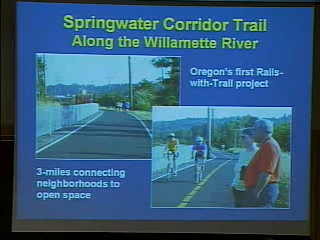 Springwater Corridor Trail
Along the Willamette River
Oregon's first Rails-
with-Trail project
3-miles connecting
neighborhoods to
open space